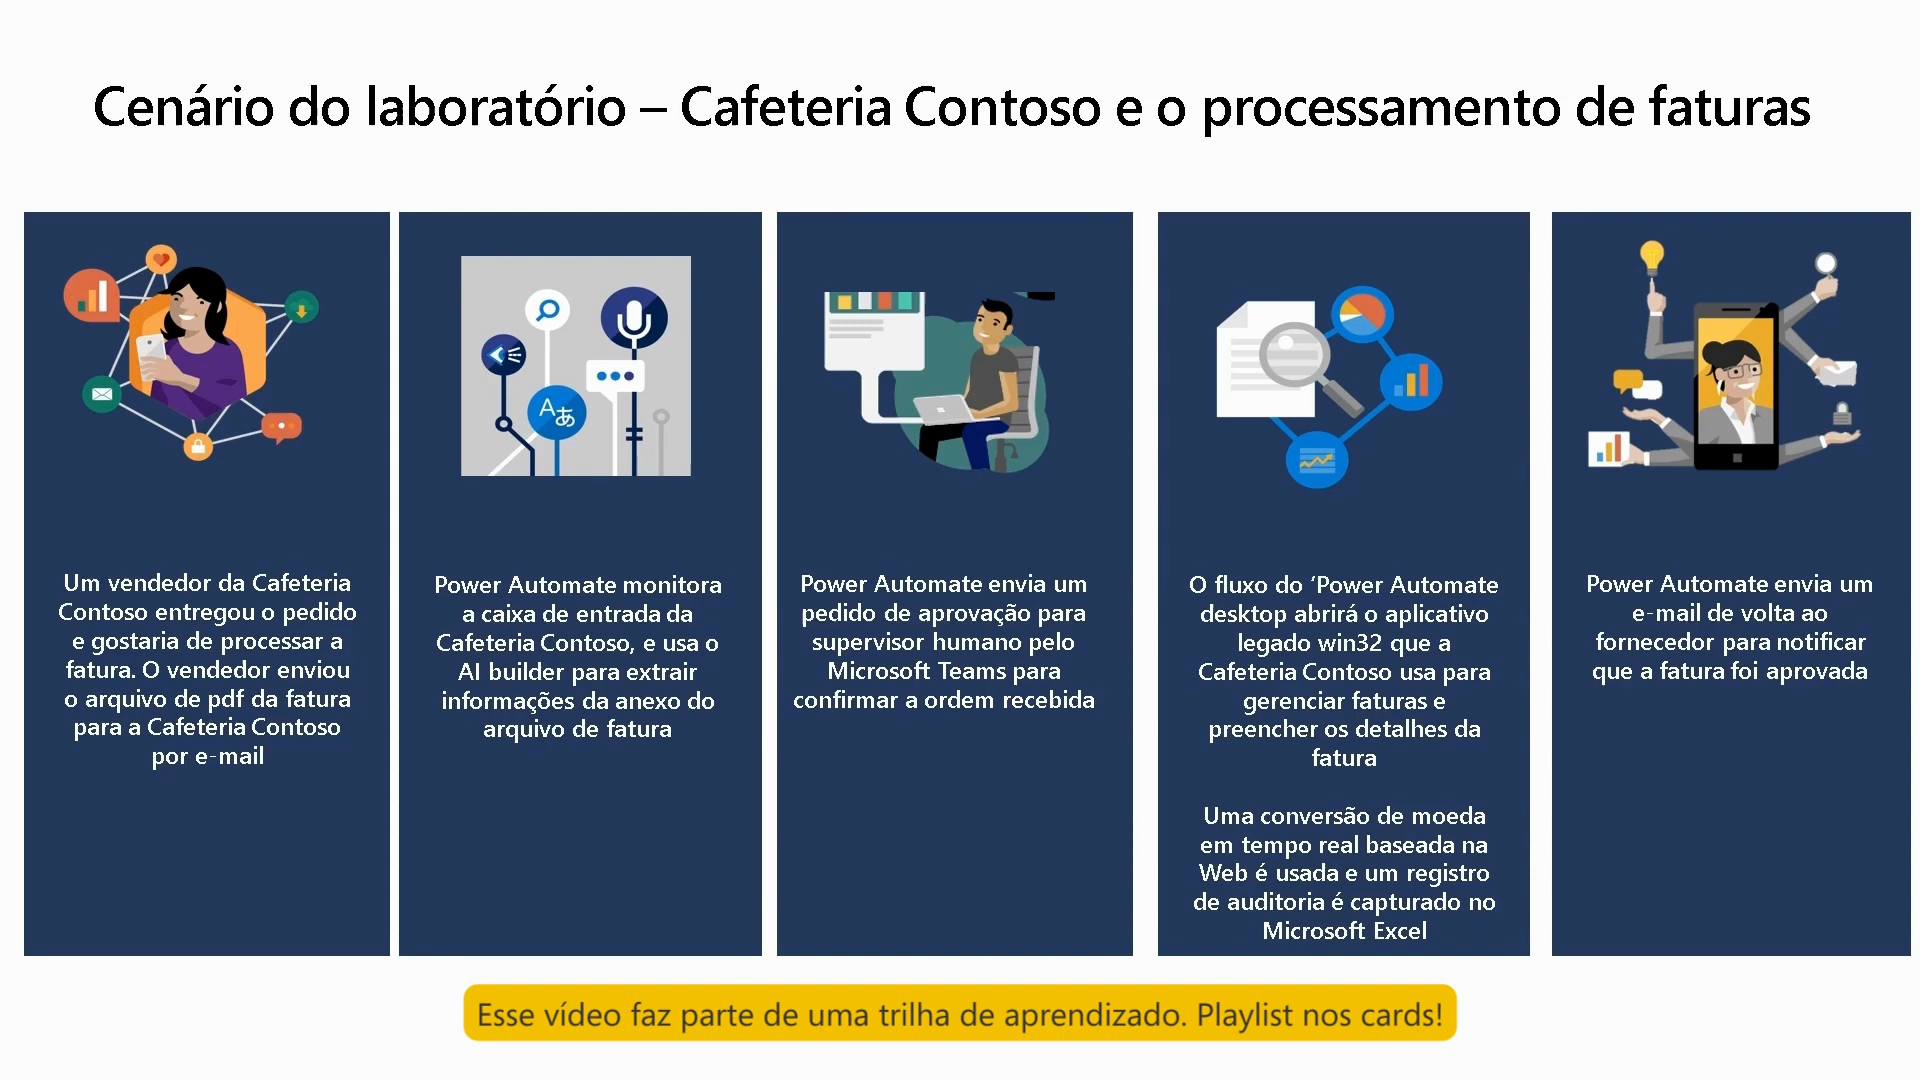 Cenário do laboratório – Cafeteria Contoso e o processamento de faturas
Um vendedor da Cafeteria
Contoso entregou o pedido
e gostaria de processar a
fatura. O vendedor enviou
o arquivo de pdf da fatura
para a Cafeteria Contoso
por e-mail
Power Automate monitora
a caixa de entrada da
Cafeteria Contoso, e usa o
AI builder para extrair
informações da anexo do
arquivo de fatura
Power Automate envia um
pedido de aprovação para
supervisor humano pelo
Microsoft Teams para
confirmar a ordem recebida
O fluxo do ‘Power Automate
desktop abrirá o aplicativo
legado win32 que a
Cafeteria Contoso usa para
gerenciar faturas e
preencher os detalhes da
fatura
Uma conversão de moeda
em tempo real baseada na
Web é usada e um registro
de auditoria é capturado no
Microsoft Excel
Power Automate envia um
e-mail de volta ao
fornecedor para notificar
que a fatura foi aprovada
Aあ
Esse vídeo faz parte de uma trilha de aprendizado. Playlist nos cards!